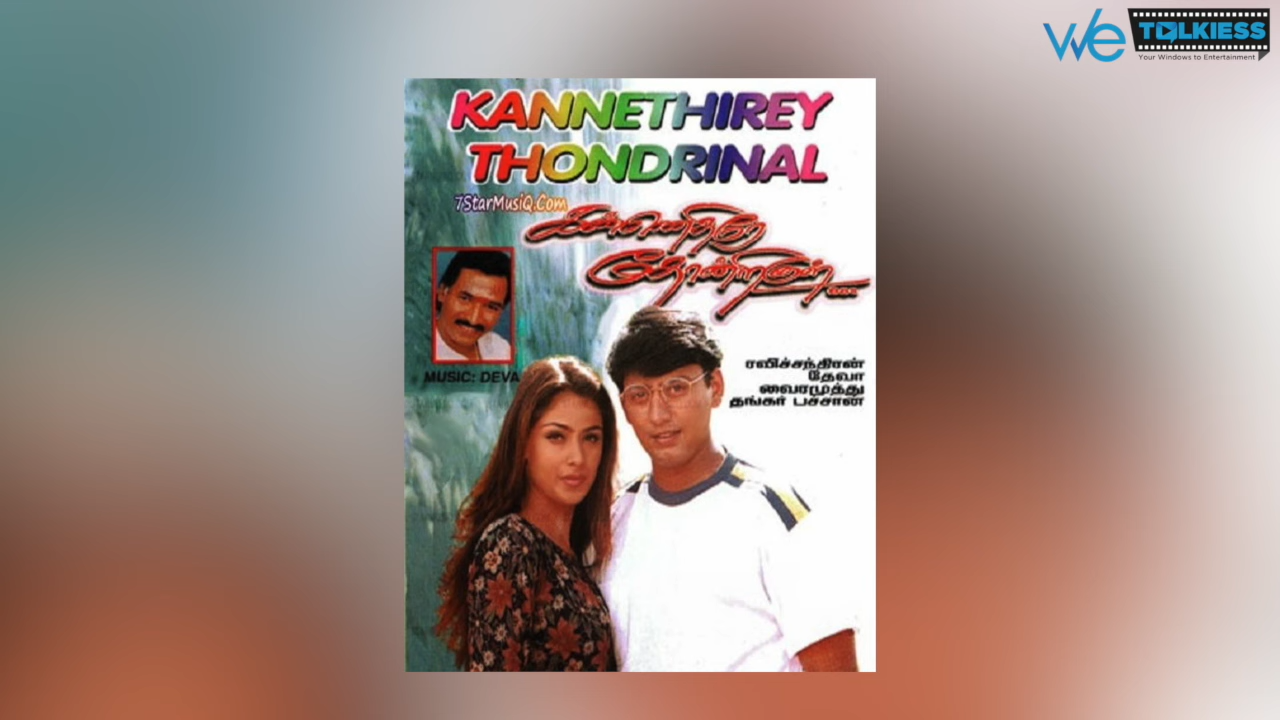 We TALKIESS
Your Windows to Entertainment
KANNETHIREY
THONDRINAL
7StarMusiQ.Com
கண்ணெதிரே
தோன்றினாள்...
MUSIC: DEVA
ரவிச்சந்திரன்
தேவா
வைரமுத்து
தங்கர் பச்சான்